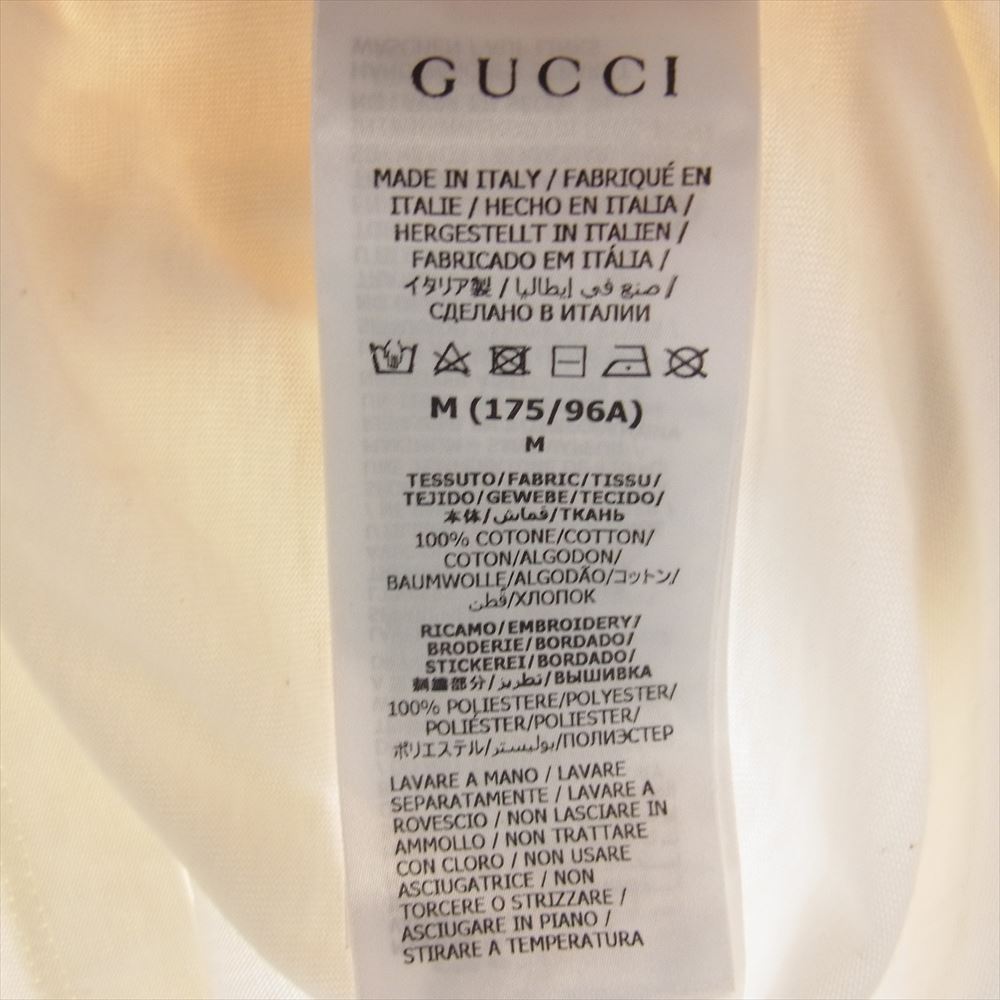 GUCCI
MADE IN ITALY / FABRIQUÉ EN
ITALIE / HECHO EN ITALIA /
HERGESTELLT IN ITALIEN /
FABRICADO EM ITÁLIA /
イタリア製 / صنع في إيطاليا /
СДЕЛАНО В ИТАЛИИ
M (175/96A)
M
TESSUTO/FABRIC/TISSU/
TEJIDO/GEWEBE/TECIDO/
本体/قماش/ТКАНЬ
100% COTONE/COTTON/
COTON/ALGODON/
BAUMWOLLE/ALGODÃO/コットン/
قطن/ХЛОПОК
RICAMO/EMBROIDERY/
BRODERIE/BORDADO/
STICKEREI/BORDADO/
刺繍部分/تطريز/ВЫШИВКА
100% POLIESTERE/POLYESTER/
POLIÉSTER/POLIESTER/
ポリエステル/بوليستر/ПОЛИЭСТЕР
LAVARE A MANO / LAVARE
SEPARATAMENTE / LAVARE A
ROVESCIO / NON LASCIARE IN
AMMOLLO / NON TRATTARE
CON CLORO / NON USARE
ASCIUGATRICE / NON
TORCERE O STRIZZARE /
ASCIUGARE IN PIANO /
STIRARE A TEMPERATURA